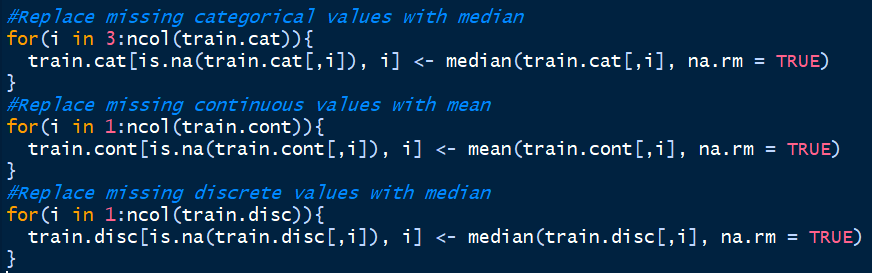 #Replace missing categorical values with median
for(i in 3:ncol(train.cat)){
  train.cat[is.na(train.cat[,i]), i] <- median(train.cat[,i], na.rm = TRUE)
}
#Replace missing continuous values with mean
for(i in 1:ncol(train.cont)){
  train.cont[is.na(train.cont[,i]), i] <- mean(train.cont[,i], na.rm = TRUE)
}
#Replace missing discrete values with median
for(i in 1:ncol(train.disc)){
  train.disc[is.na(train.disc[,i]), i] <- median(train.disc[,i], na.rm = TRUE)
}